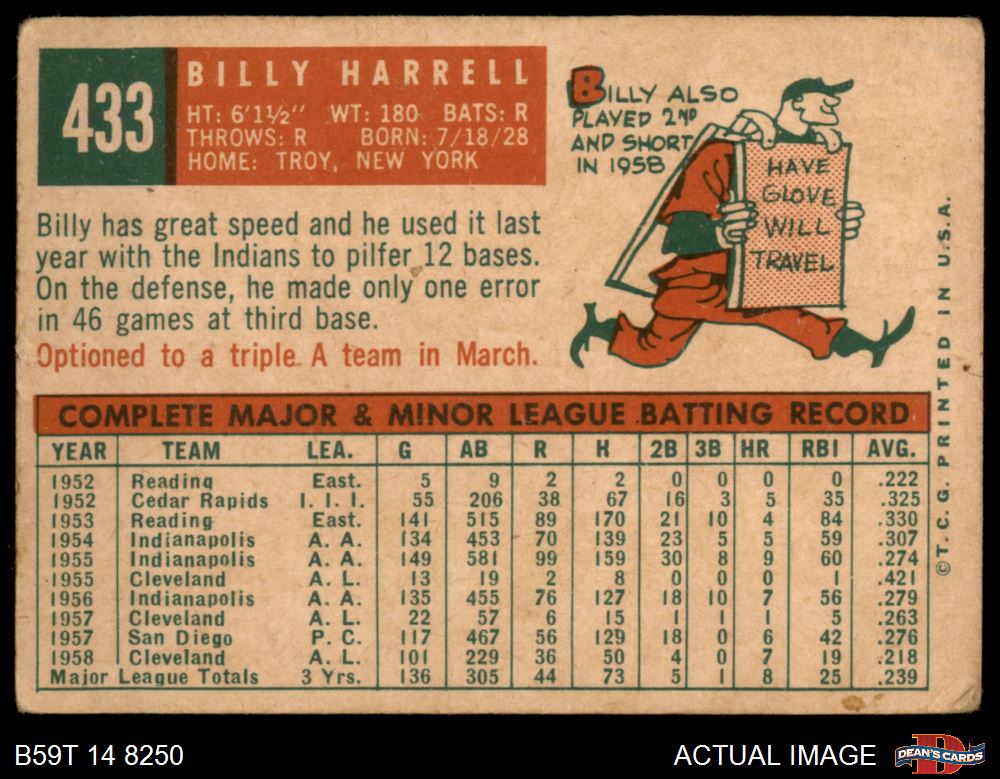 433
BILLY HARRELL
HT: 6'1½" WT: 180 BATS: R
THROWS: R BORN: 7/18/28
HOME: TROY, NEW YORK
BILLY ALSO
PLAYED 2ND
AND SHORT
IN 1958
HAVE
GLOVE
WILL
TRAVEL
Billy has great speed and he used it last
year with the Indians to pilfer 12 bases.
On the defense, he made only one error
in 46 games at third base.
Optioned to a triple A team in March.
COMPLETE MAJOR & MINOR LEAGUE BATTING RECORD
YEAR TEAM LEA. G AB R H 2B 3B HR RBI AVG.
1952 Reading East. 5 9 2 2 0 0 0 0 .222
1952 Cedar Rapids I. I. I. 55 206 38 67 16 3 5 35 .325
1953 Reading East. 141 515 89 170 21 10 4 84 .330
1954 Indianapolis A. A. 134 453 70 139 23 5 5 59 .307
1955 Indianapolis A. A. 149 581 99 159 30 8 9 60 .274
1955 Cleveland A. L. 13 19 2 8 0 0 0 1 .421
1956 Indianapolis A. A. 135 455 76 127 18 10 7 56 .279
1957 Cleveland A. L. 22 57 6 15 1 1 1 5 .263
1957 San Diego P. C. 117 467 56 129 18 0 6 42 .276
1958 Cleveland A. L. 101 229 36 50 4 0 7 19 .218
Major League Totals 3 Yrs. 136 305 44 73 5 1 8 25 .239
©T. C. G. PRINTED IN U.S.A.
B59T 14 8250
ACTUAL IMAGE
D
DEAN'S CARDS